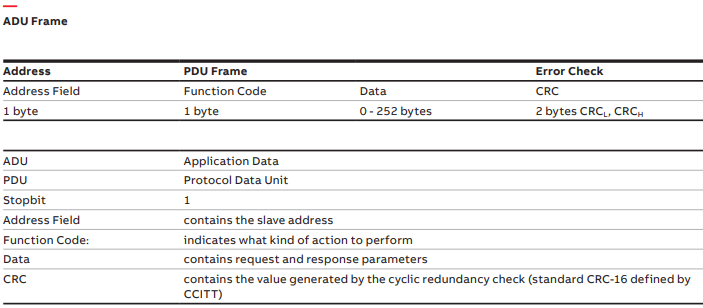 ADU Frame
Address PDU Frame Error Check
Address Field Function Code Data CRC
1 byte 1 byte 0 - 252 bytes 2 bytes CRCL, CRCH
ADU Application Data
PDU Protocol Data Unit
Stopbit 1
Address Field contains the slave address
Function Code: indicates what kind of action to perform
Data contains request and response parameters
CRC contains the value generated by the cyclic redundancy check (standard CRC-16 defined by
CCITT)